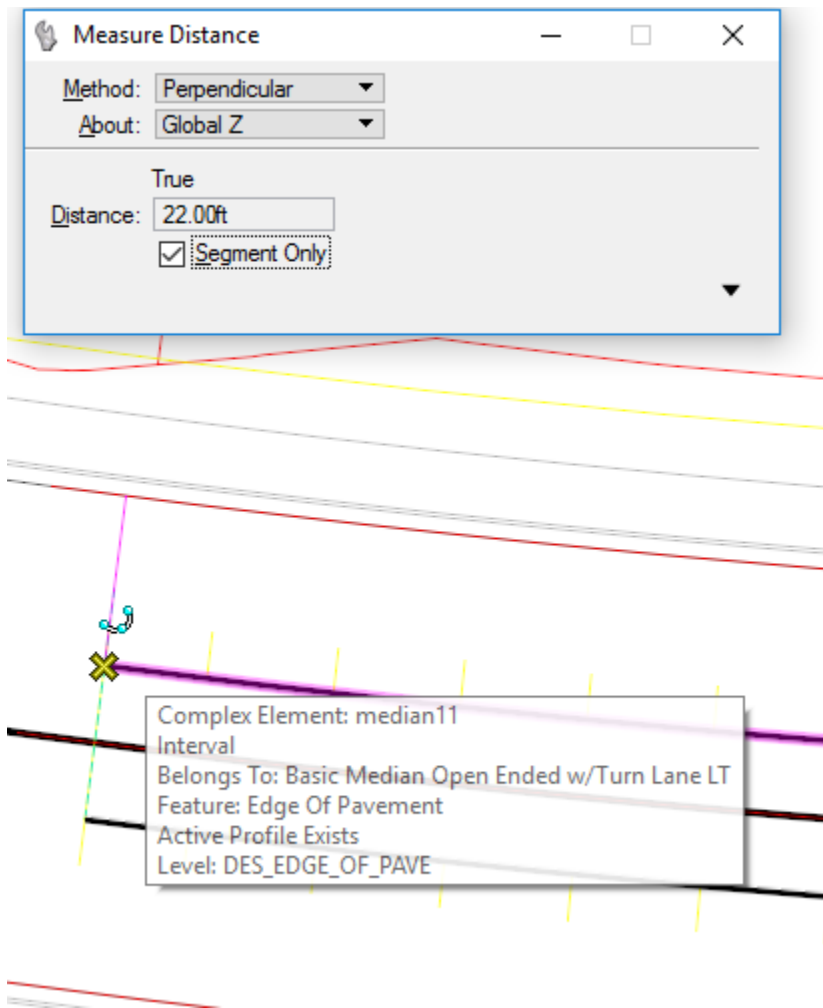 Measure Distance
Method: Perpendicular
About: Global Z
True
Distance: 22.00ft
Segment Only
Complex Element: median11
Interval
Belongs To: Basic Median Open Ended w/Turn Lane LT
Feature: Edge Of Pavement
Active Profile Exists
Level: DES_EDGE_OF_PAVE